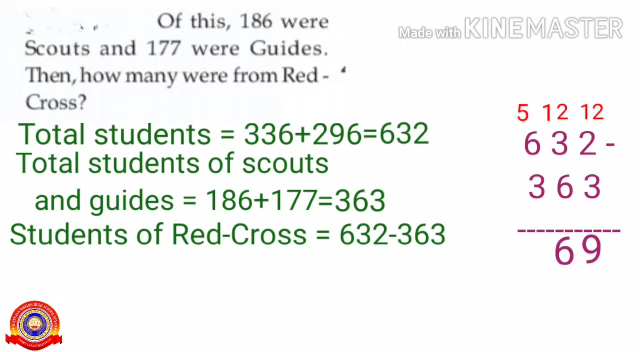 Of this, 186 were
Scouts and 177 were Guides.
Then, how many were from Red -
Cross?
Made with KINEMASTER
Total students = 336+296=632
Total students of scouts
and guides = 186+177=363
Students of Red-Cross = 632-363
5 12 12
6 3 2 -
3 6 3
-----------
6 9